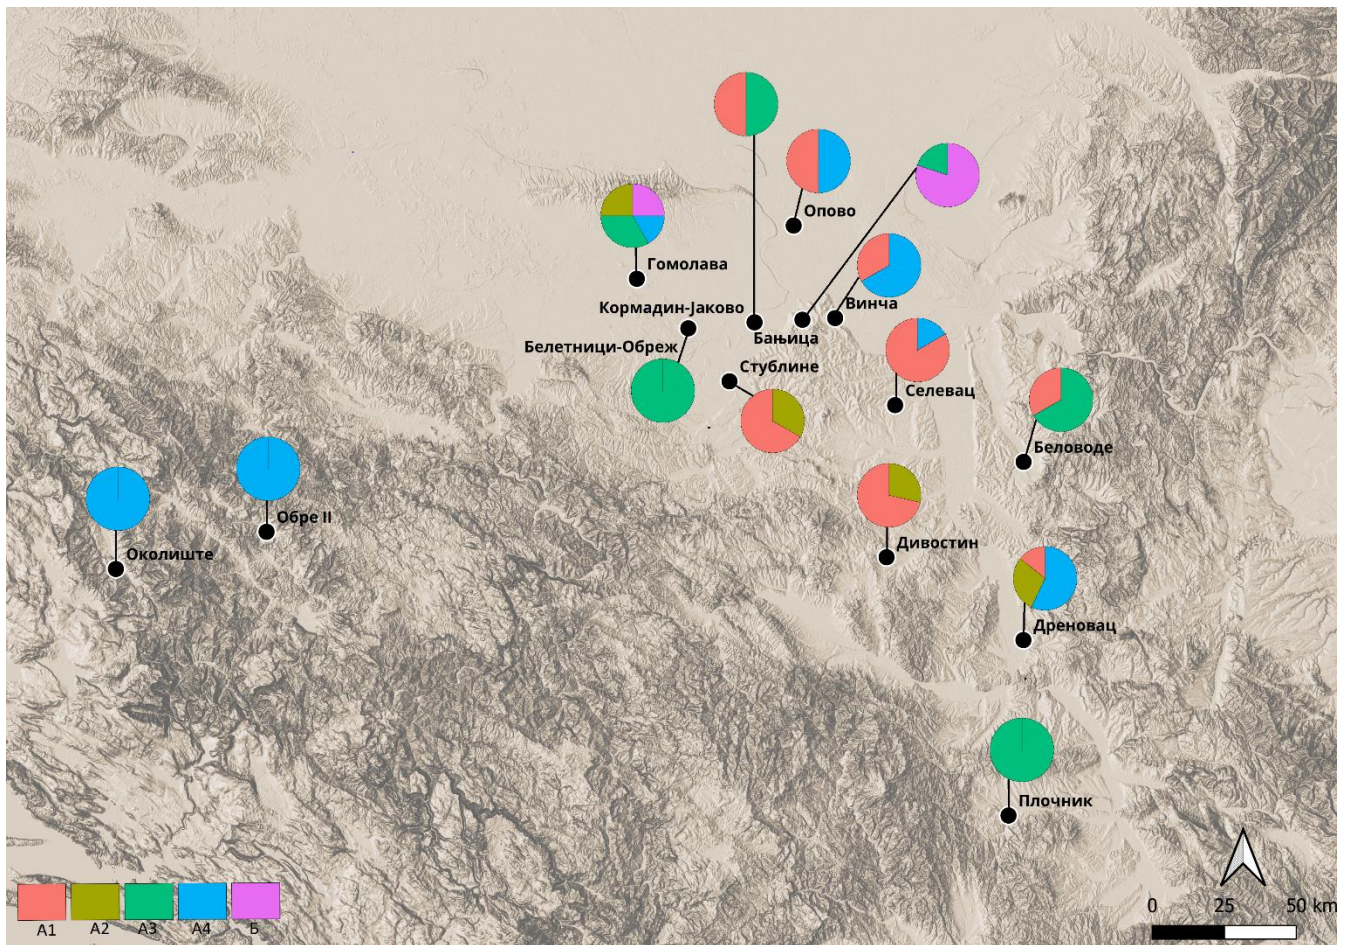 Опово
Гомолава
Кормадин-Јаково
Винча
Бањица
Белетници-Обреж
Стублине
Селевац
Беловоде
Обре II
Околиште
Дивостин
Дреновац
Плочник
0 25 50 km
А1 А2 А3 А4 Б